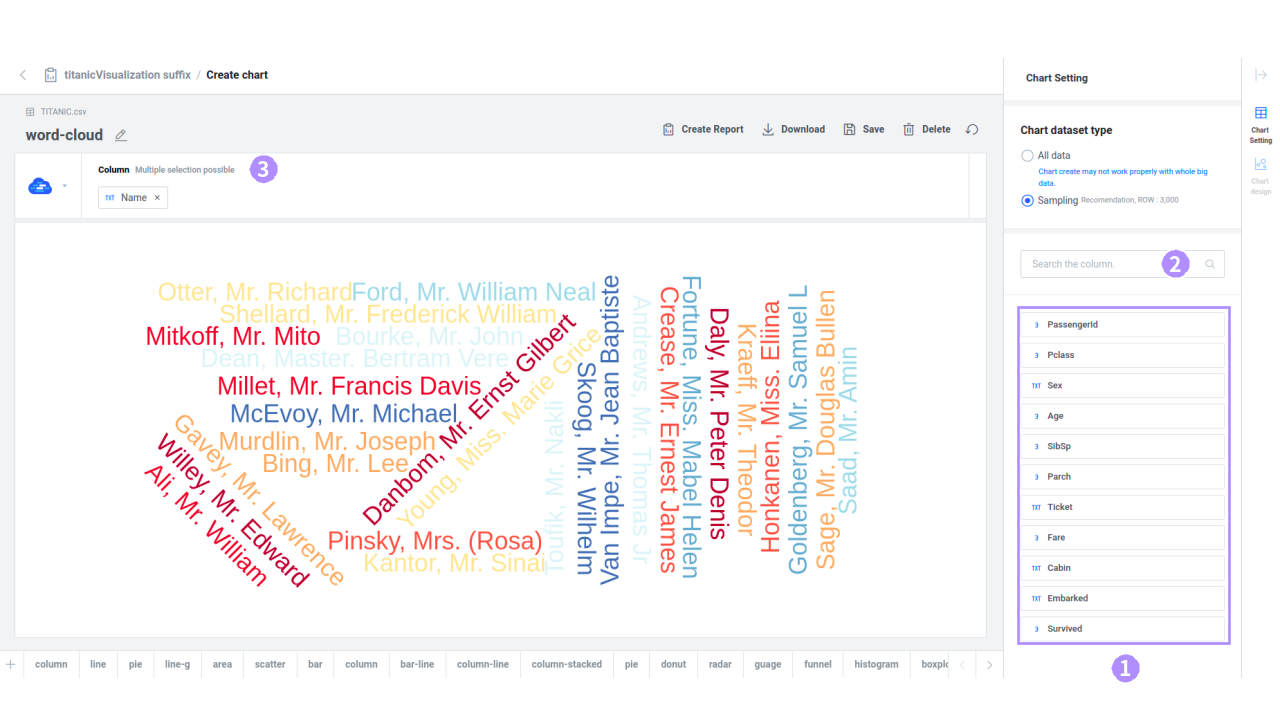 titanicVisualization suffix / Create chart
TITANIC.csv
word-cloud
Create Report Download Save Delete
Column Multiple selection possible 3
TXT Name ×
Otter, Mr. Richard
Ford, Mr. William Neal
Shellard, Mr. Frederick William
Mitkoff, Mr. Mito
Bourke, Mr. John
Dean, Master. Bertram Vere
Millet, Mr. Francis Davis
McEvoy, Mr. Michael
Murdlin, Mr. Joseph
Bing, Mr. Lee
Gavey, Mr. Lawrence
Willey, Mr. Edward
Ali, Mr. William
Danbom, Mr. Ernst Gilbert
Young, Miss. Marie Grice
Pinsky, Mrs. (Rosa)
Kantor, Mr. Sinai
Toufik, Mr. Nakli
Skoog, Mr. Wilhelm
Van Impe, Mr. Jean Baptiste
Andrews, Mr. Thomas Jr
Crease, Mr. Ernest James
Fortune, Miss. Mabel Helen
Daly, Mr. Peter Denis
Kraeff, Mr. Theodor
Honkanen, Miss. Eliina
Goldenberg, Mr. Samuel L
Sage, Mr. Douglas Bullen
Saad, Mr. Amin
column line pie line-g area scatter bar column bar-line column-line column-stacked pie donut radar guage funnel histogram boxplo
Chart Setting
Chart dataset type
All data
Chart create may not work properly with whole big
data.
Sampling Recomendation, ROW : 3,000
Search the column. 2
3 PassengerId
3 Pclass
TXT Sex
3 Age
3 SibSp
3 Parch
TXT Ticket
3 Fare
TXT Cabin
TXT Embarked
3 Survived
1
Chart
Setting
Chart
design